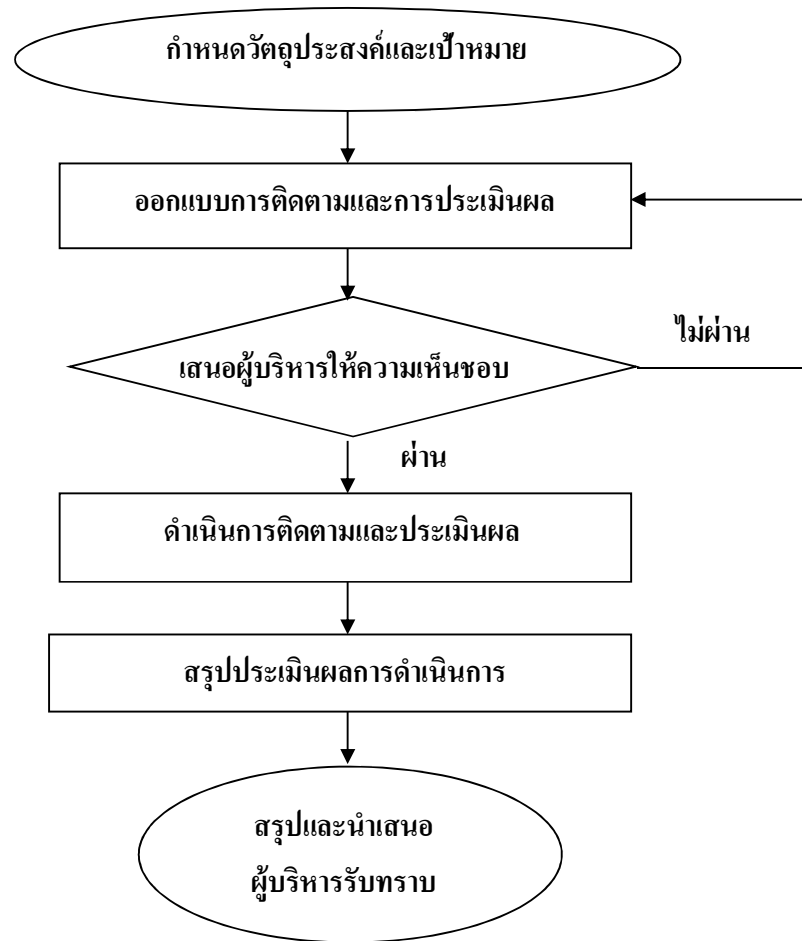 กำหนดวัตถุประสงค์และเป้าหมาย
ออกแบบการติดตามและการประเมินผล
ไม่ผ่าน
เสนอผู้บริหารให้ความเห็นชอบ
ผ่าน
ดำเนินการติดตามและประเมินผล
สรุปประเมินผลการดำเนินการ
สรุปและนำเสนอ
ผู้บริหารรับทราบ